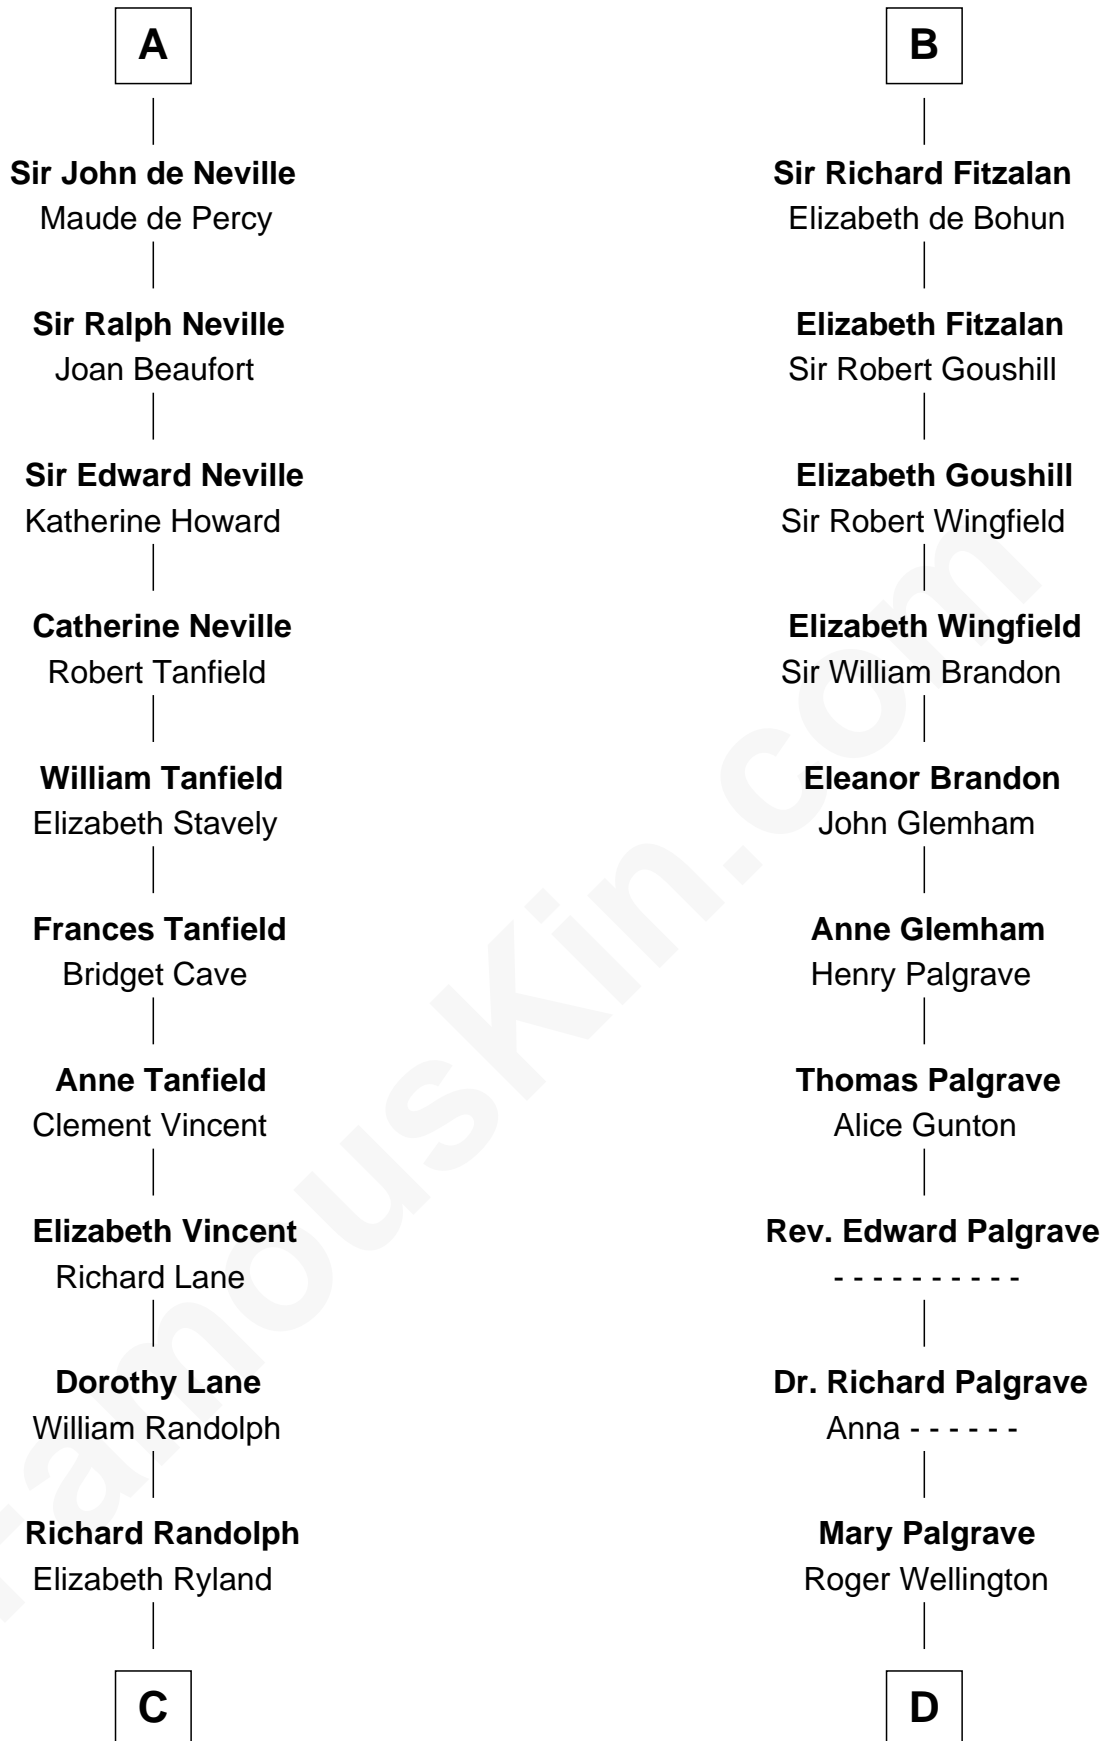 A
Sir John de Neville
Maude de Percy
Sir Ralph Neville
Joan Beaufort
Sir Edward Neville
Katherine Howard
Catherine Neville
Robert Tanfield
William Tanfield
Elizabeth Stavely
Frances Tanfield
Bridget Cave
Anne Tanfield
Clement Vincent
Elizabeth Vincent
Richard Lane
Dorothy Lane
William Randolph
Richard Randolph
Elizabeth Ryland
C
B
Sir Richard Fitzalan
Elizabeth de Bohun
Elizabeth Fitzalan
Sir Robert Goushill
Elizabeth Goushill
Sir Robert Wingfield
Elizabeth Wingfield
Sir William Brandon
Eleanor Brandon
John Glemham
Anne Glemham
Henry Palgrave
Thomas Palgrave
Alice Gunton
Rev. Edward Palgrave
- - - - - - - - - -
Dr. Richard Palgrave
Anna - - - - - -
Mary Palgrave
Roger Wellington
D
FamousKin.com